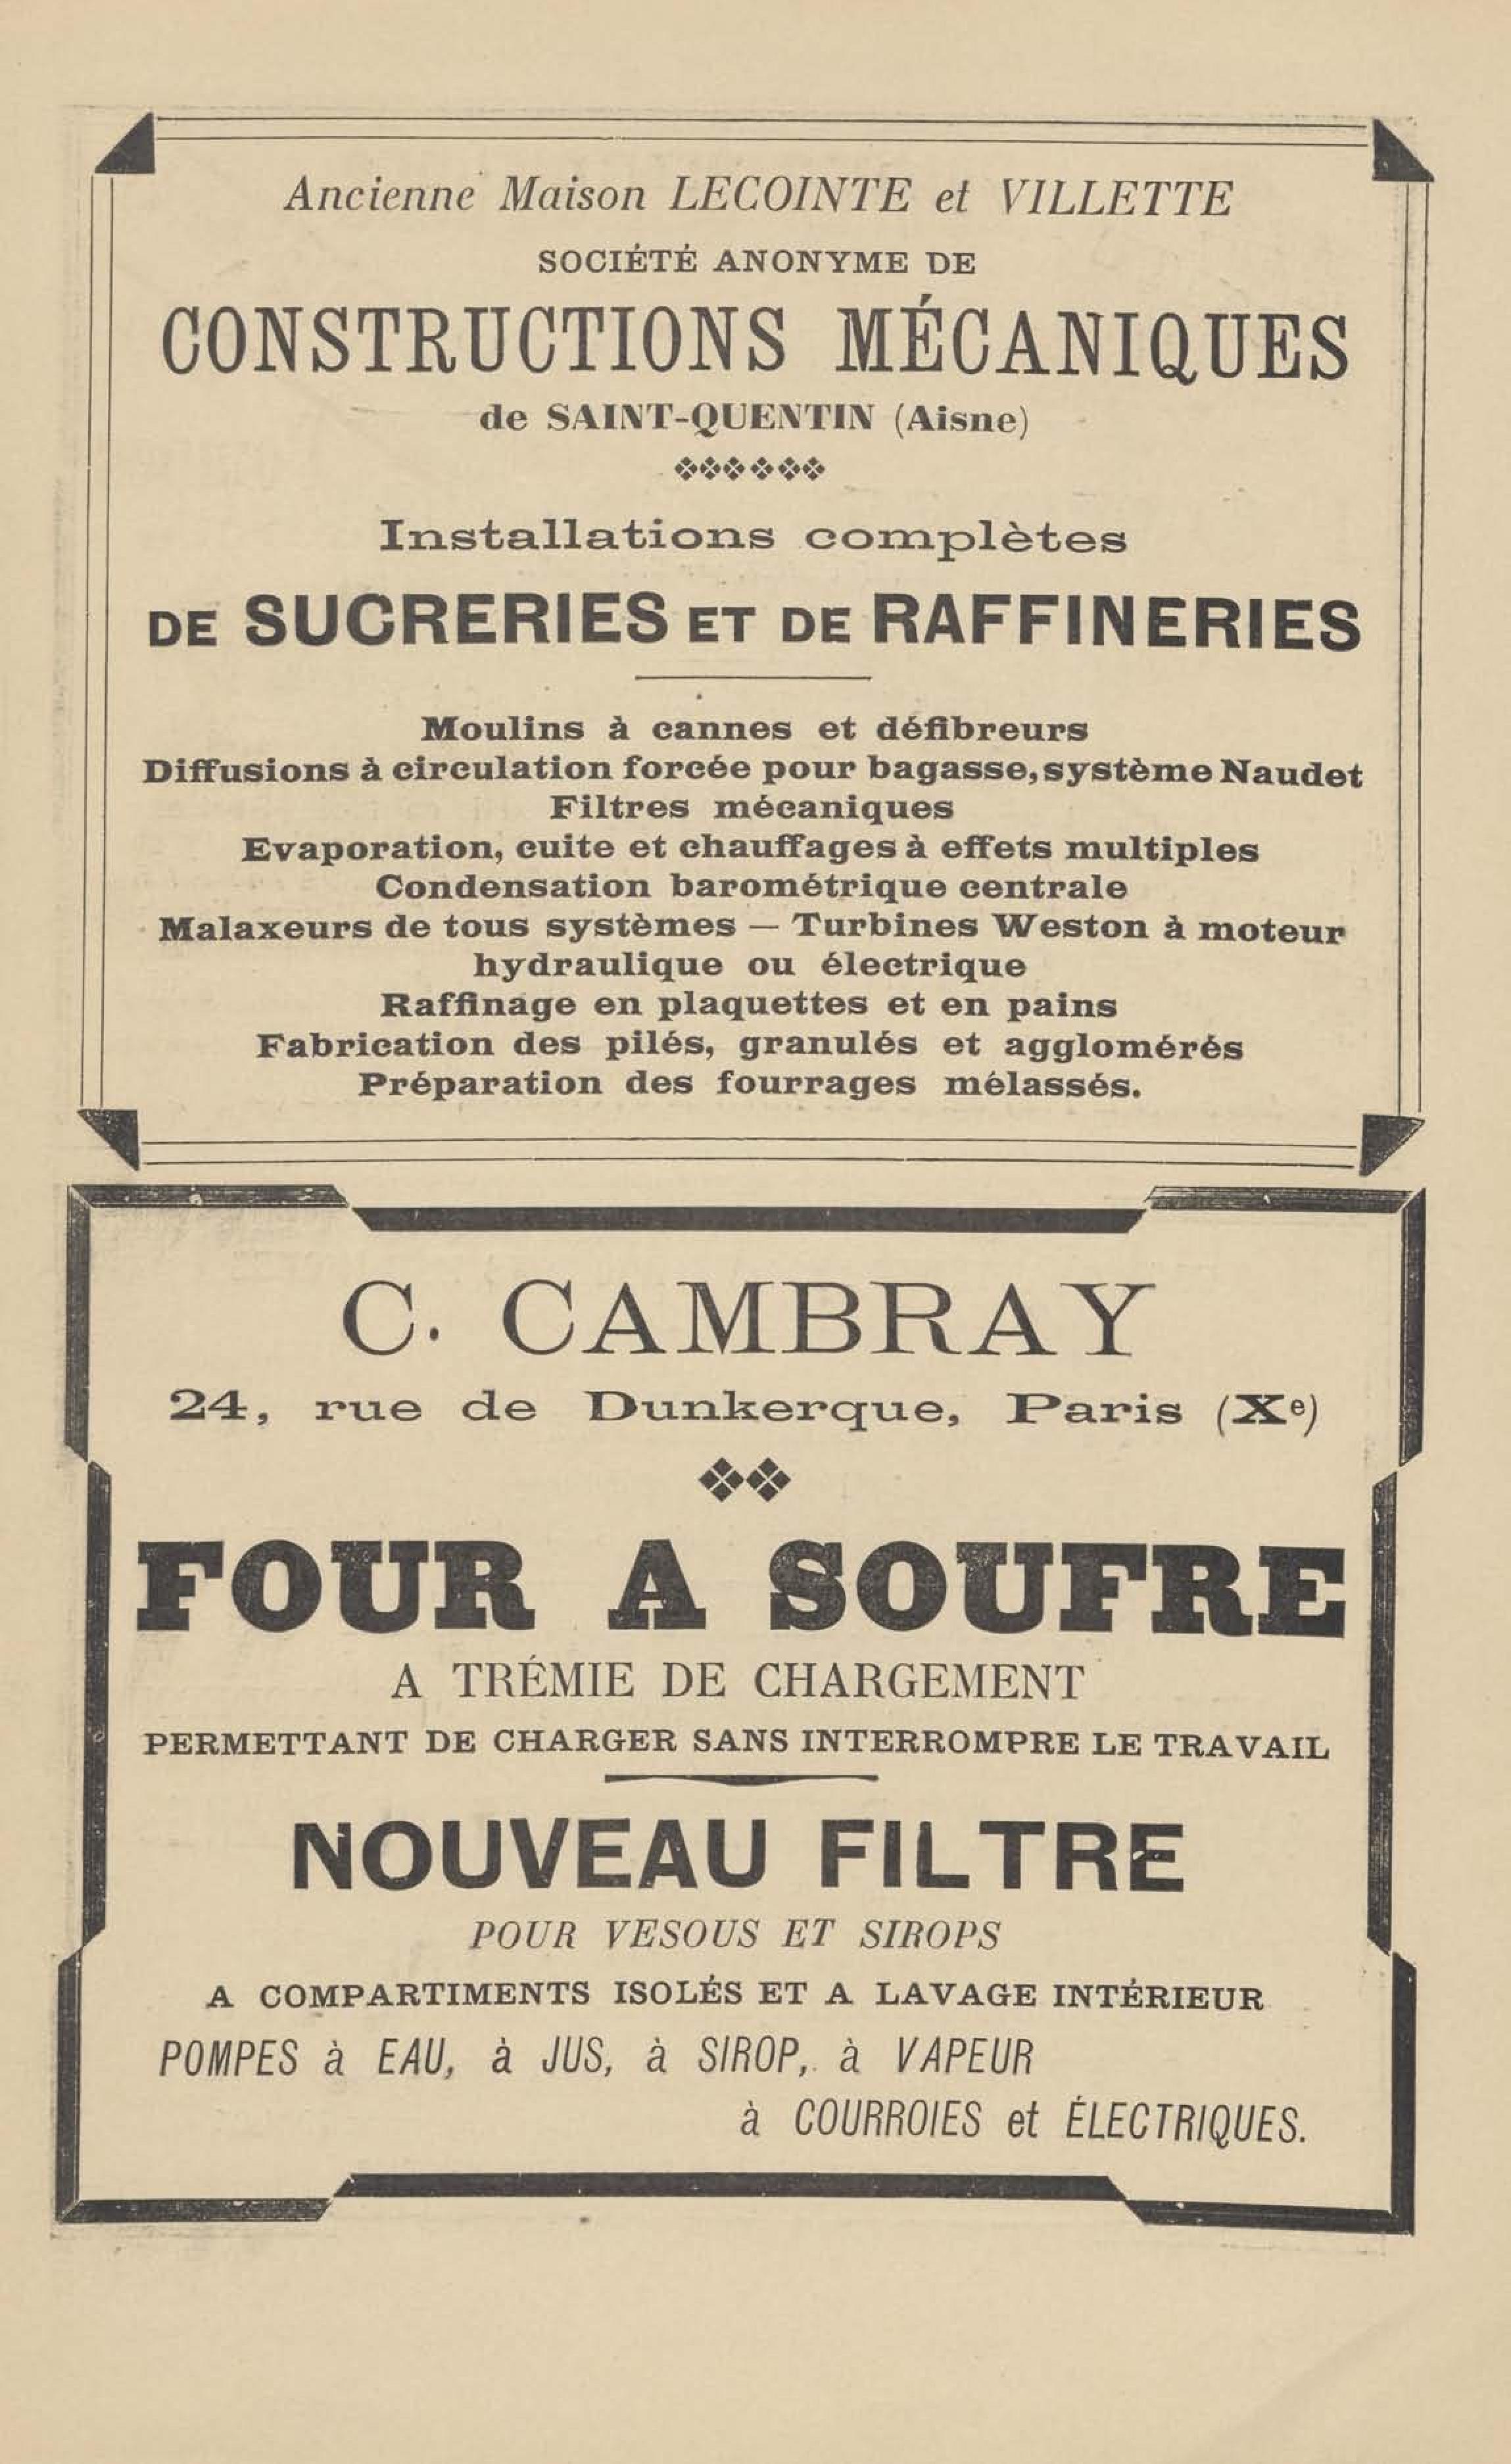 Ancienne Maison LECOINTE et VILLETTE
SOCIÉTÉ ANONYME DE
CONSTRUCTIONS MÉCANIQUES
de SAINT-QUENTIN (Aisne)
Installations complètes
DE SUCRERIES ET DE RAFFINERIES
Moulins à cannes et défibreurs
Diffusions à circulation forcée pour bagasse, système Naudet
Filtres mécaniques
Evaporation, cuite et chauffages à effets multiples
Condensation barométrique centrale
Malaxeurs de tous systèmes — Turbines Weston à moteur
hydraulique ou électrique
Raffinage en plaquettes et en pains
Fabrication des pilés, granulés et agglomérés
Préparation des fourrages mélassés.
C. CAMBRAY
24, rue de Dunkerque, Paris (Xe)
FOUR A SOUFRE
A TRÉMIE DE CHARGEMENT
PERMETTANT DE CHARGER SANS INTERROMPRE LE TRAVAIL
NOUVEAU FILTRE
POUR VESOUS ET SIROPS
A COMPARTIMENTS ISOLÉS ET A LAVAGE INTÉRIEUR
POMPES à EAU, à JUS, à SIROP, à VAPEUR
à COURROIES et ÉLECTRIQUES.